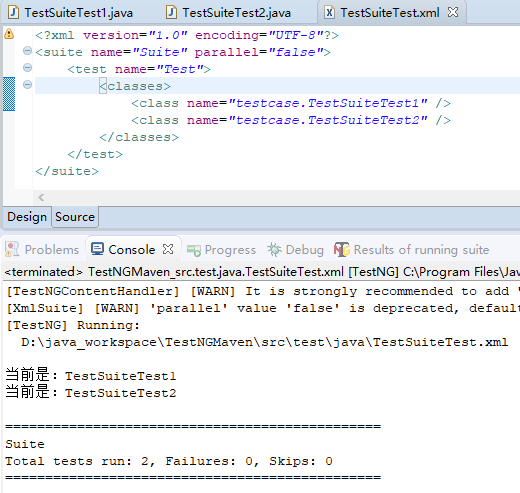 TestSuiteTest1.java TestSuiteTest2.java TestSuiteTest.xml
<?xml version="1.0" encoding="UTF-8"?>
<suite name="Suite" parallel="false">
<test name="Test">
<classes>
<class name="testcase.TestSuiteTest1" />
<class name="testcase.TestSuiteTest2" />
</classes>
</test>
</suite>
Design Source
Problems Console Progress Debug Results of running suite
<terminated> TestNGMaven_src.test.java.TestSuiteTest.xml [TestNG] C:\Program Files\Jav
[TestNGContentHandler] [WARN] It is strongly recommended to add "
[XmlSuite] [WARN] 'parallel' value 'false' is deprecated, defaul
[TestNG] Running:
D:\java_workspace\TestNGMaven\src\test\java\TestSuiteTest.xml
当前是：TestSuiteTest1
当前是：TestSuiteTest2
===============================================
Suite
Total tests run: 2, Failures: 0, Skips: 0
===============================================